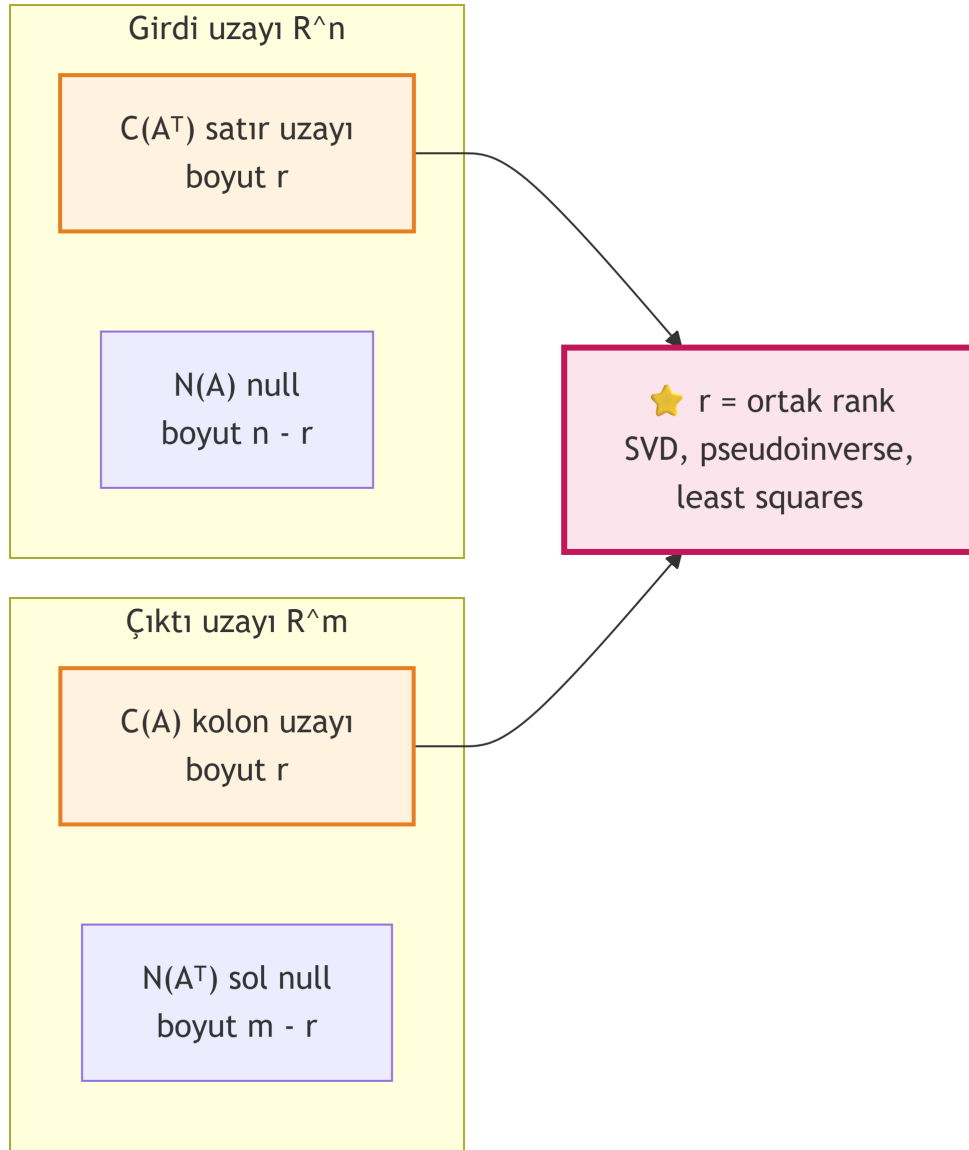 Girdi uzayı R^n
C(Aᵀ) satır uzayı
boyut r
N(A) null
boyut n - r
⭐ r = ortak rank
SVD, pseudoinverse,
least squares
Çıktı uzayı R^m
C(A) kolon uzayı
boyut r
N(Aᵀ) sol null
boyut m - r